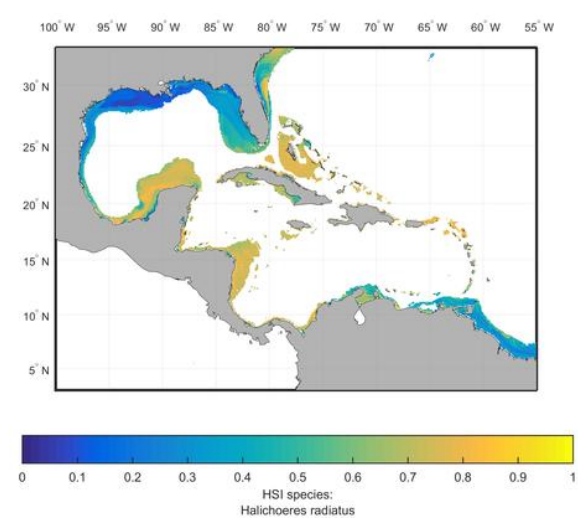 100° W 95° W 90° W 85° W 80° W 75° W 70° W 65° W 60° W 55° W
30° N
25° N
20° N
15° N
10° N
5° N
0 0.1 0.2 0.3 0.4 0.5 0.6 0.7 0.8 0.9 1
HSI species:
Halichoeres radiatus